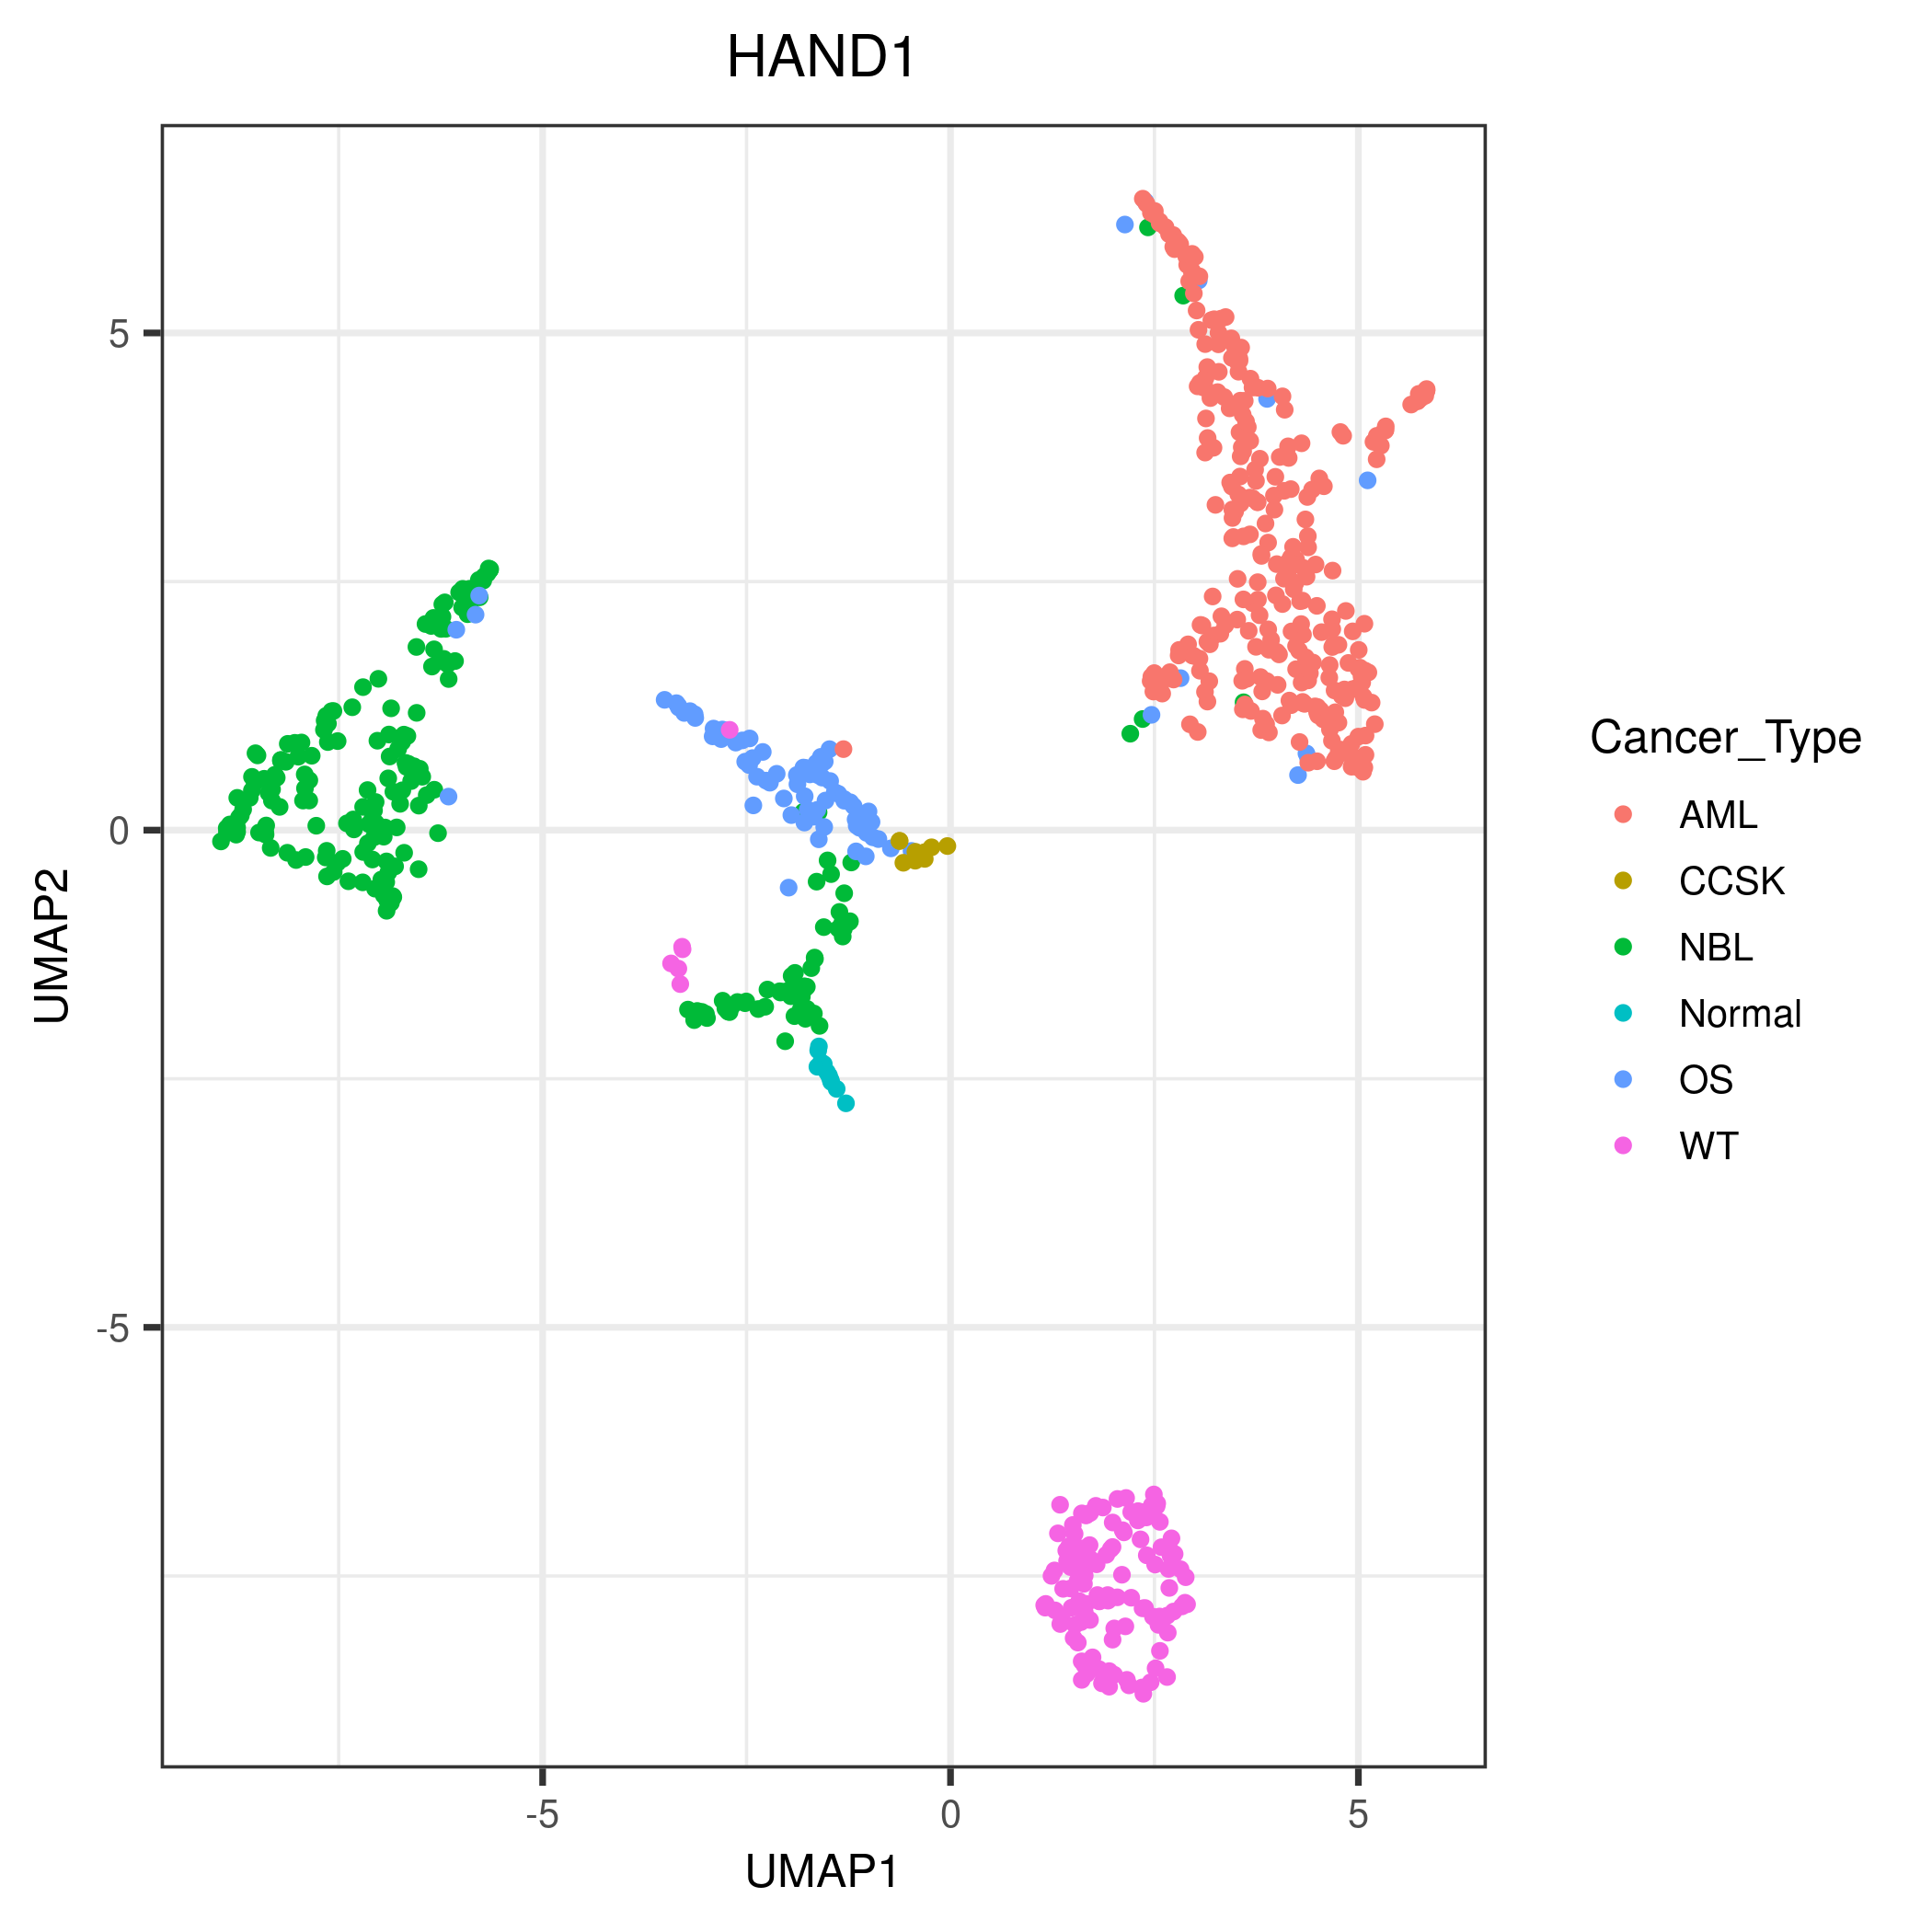 HAND1
5
0
-5
UMAP2
-5 0 5
UMAP1
Cancer_Type
AML
CCSK
NBL
Normal
OS
WT